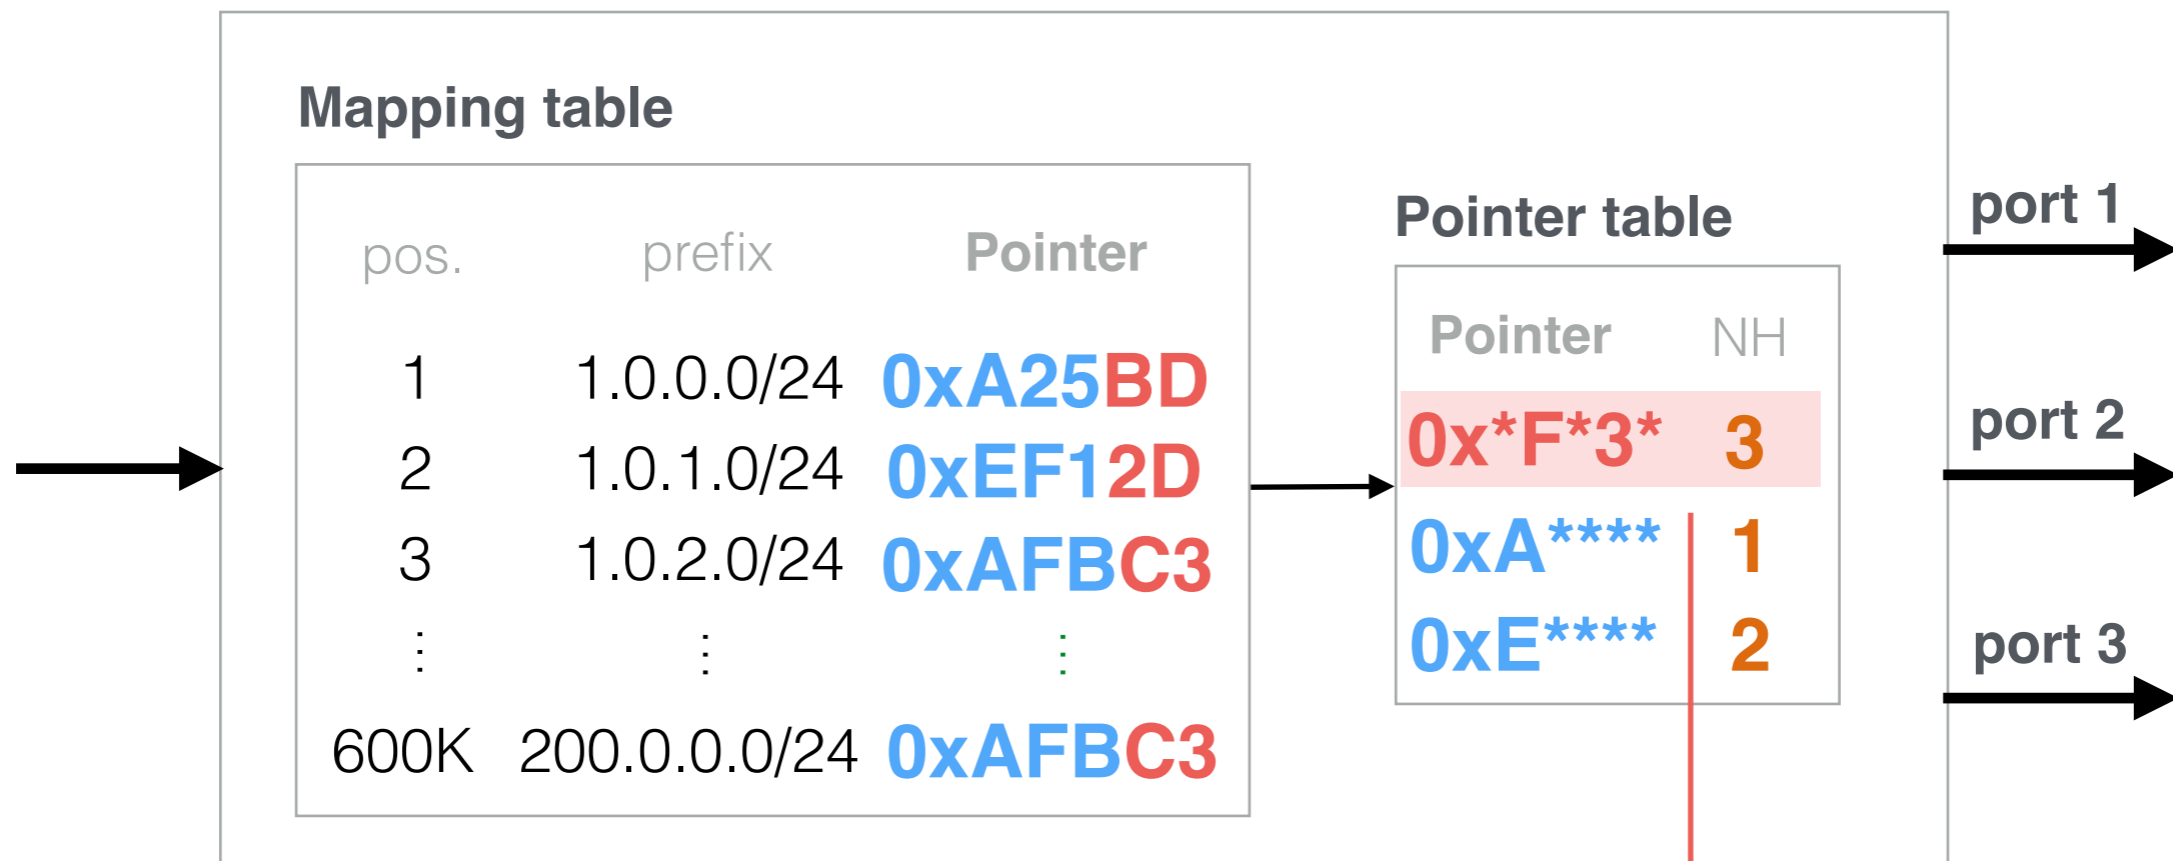 Mapping table
pos. prefix Pointer
1 1.0.0.0/24 0xA25BD
2 1.0.1.0/24 0xEF12D
3 1.0.2.0/24 0xAFBC3
⋮ ⋮ ⋮
600K 200.0.0.0/24 0xAFBC3
Pointer table
Pointer NH
0x*F*3* 3
0xA**** 1
0xE**** 2
port 1
port 2
port 3